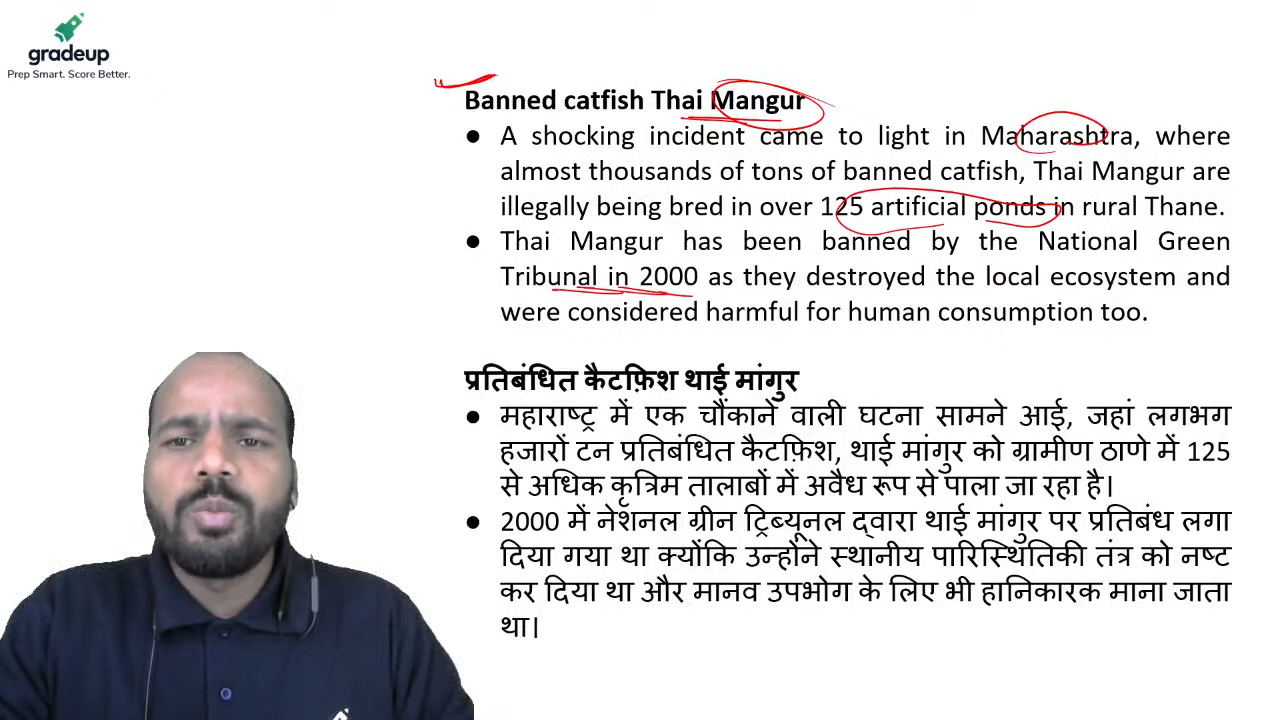 gradeup
Prep Smart. Score Better.
Banned catfish Thai Mangur
● A shocking incident came to light in Maharashtra, where
almost thousands of tons of banned catfish, Thai Mangur are
illegally being bred in over 125 artificial ponds in rural Thane.
● Thai Mangur has been banned by the National Green
Tribunal in 2000 as they destroyed the local ecosystem and
were considered harmful for human consumption too.
प्रतिबंधित कैटफ़िश थाई मांगुर
● महाराष्ट्र में एक चौंकाने वाली घटना सामने आई, जहां लगभग
हजारों टन प्रतिबंधित कैटफ़िश, थाई मांगुर को ग्रामीण ठाणे में 125
से अधिक कृत्रिम तालाबों में अवैध रूप से पाला जा रहा है।
● 2000 में नेशनल ग्रीन ट्रिब्यूनल द्वारा थाई मांगुर पर प्रतिबंध लगा
दिया गया था क्योंकि उन्होंने स्थानीय पारिस्थितिकी तंत्र को नष्ट
कर दिया था और मानव उपभोग के लिए भी हानिकारक माना जाता
था।